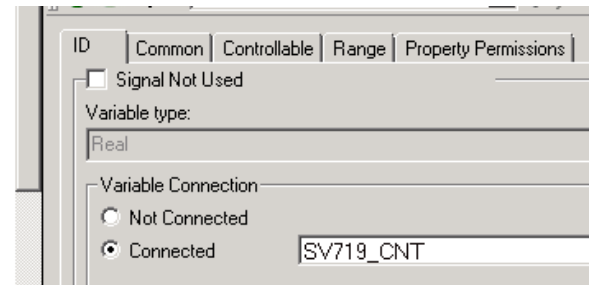 ID Common Controllable Range Property Permissions
Signal Not Used
Variable type:
Real
Variable Connection
Not Connected
Connected SV719_CNT